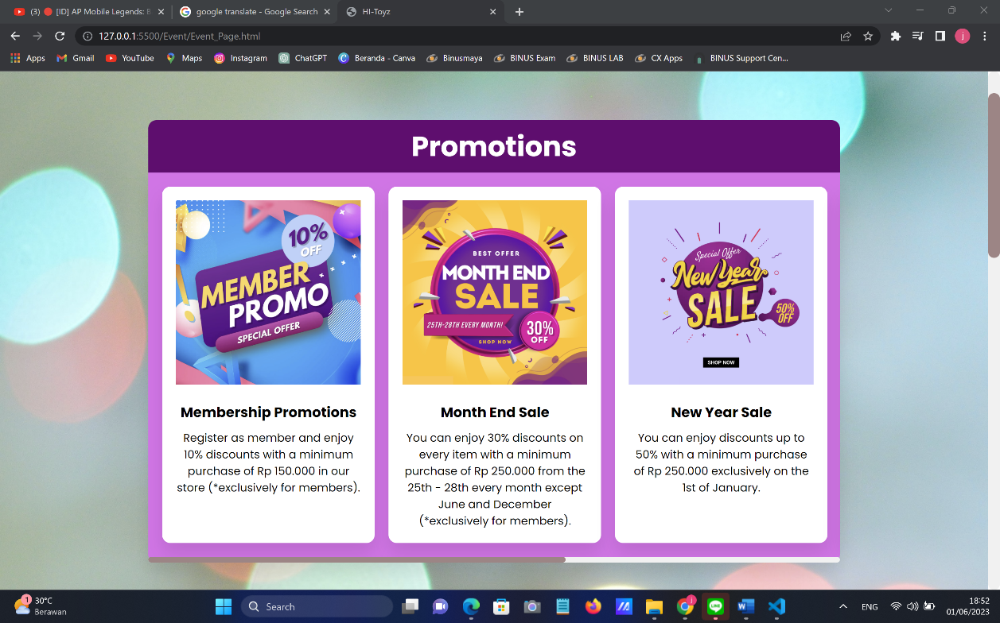 (3) 🔴 [ID] AP Mobile Legends: B
google translate - Google Search
HI-Toyz
127.0.0.1:5500/Event/Event_Page.html
j
Apps
Gmail
YouTube
Maps
Instagram
ChatGPT
Beranda - Canva
Binusmaya
BINUS Exam
BINUS LAB
CX Apps
BINUS Support Cen...
Promotions
10%
OFF
MEMBER
PROMO
SPECIAL OFFER
Membership Promotions
Register as member and enjoy
10% discounts with a minimum
purchase of Rp 150.000 in our
store (*exclusively for members).
BEST OFFER
MONTH END
SALE
25TH-28TH EVERY MONTH!
30%
OFF
SHOP NOW
Month End Sale
You can enjoy 30% discounts on
every item with a minimum
purchase of Rp 250.000 from the
25th - 28th every month except
June and December
(*exclusively for members).
Special Offer
New Year
SALE
50%
OFF
SHOP NOW
New Year Sale
You can enjoy discounts up to
50% with a minimum purchase
of Rp 250.000 exclusively on the
1st of January.
1
30°C
Berawan
Search
ENG
18:52
01/06/2023